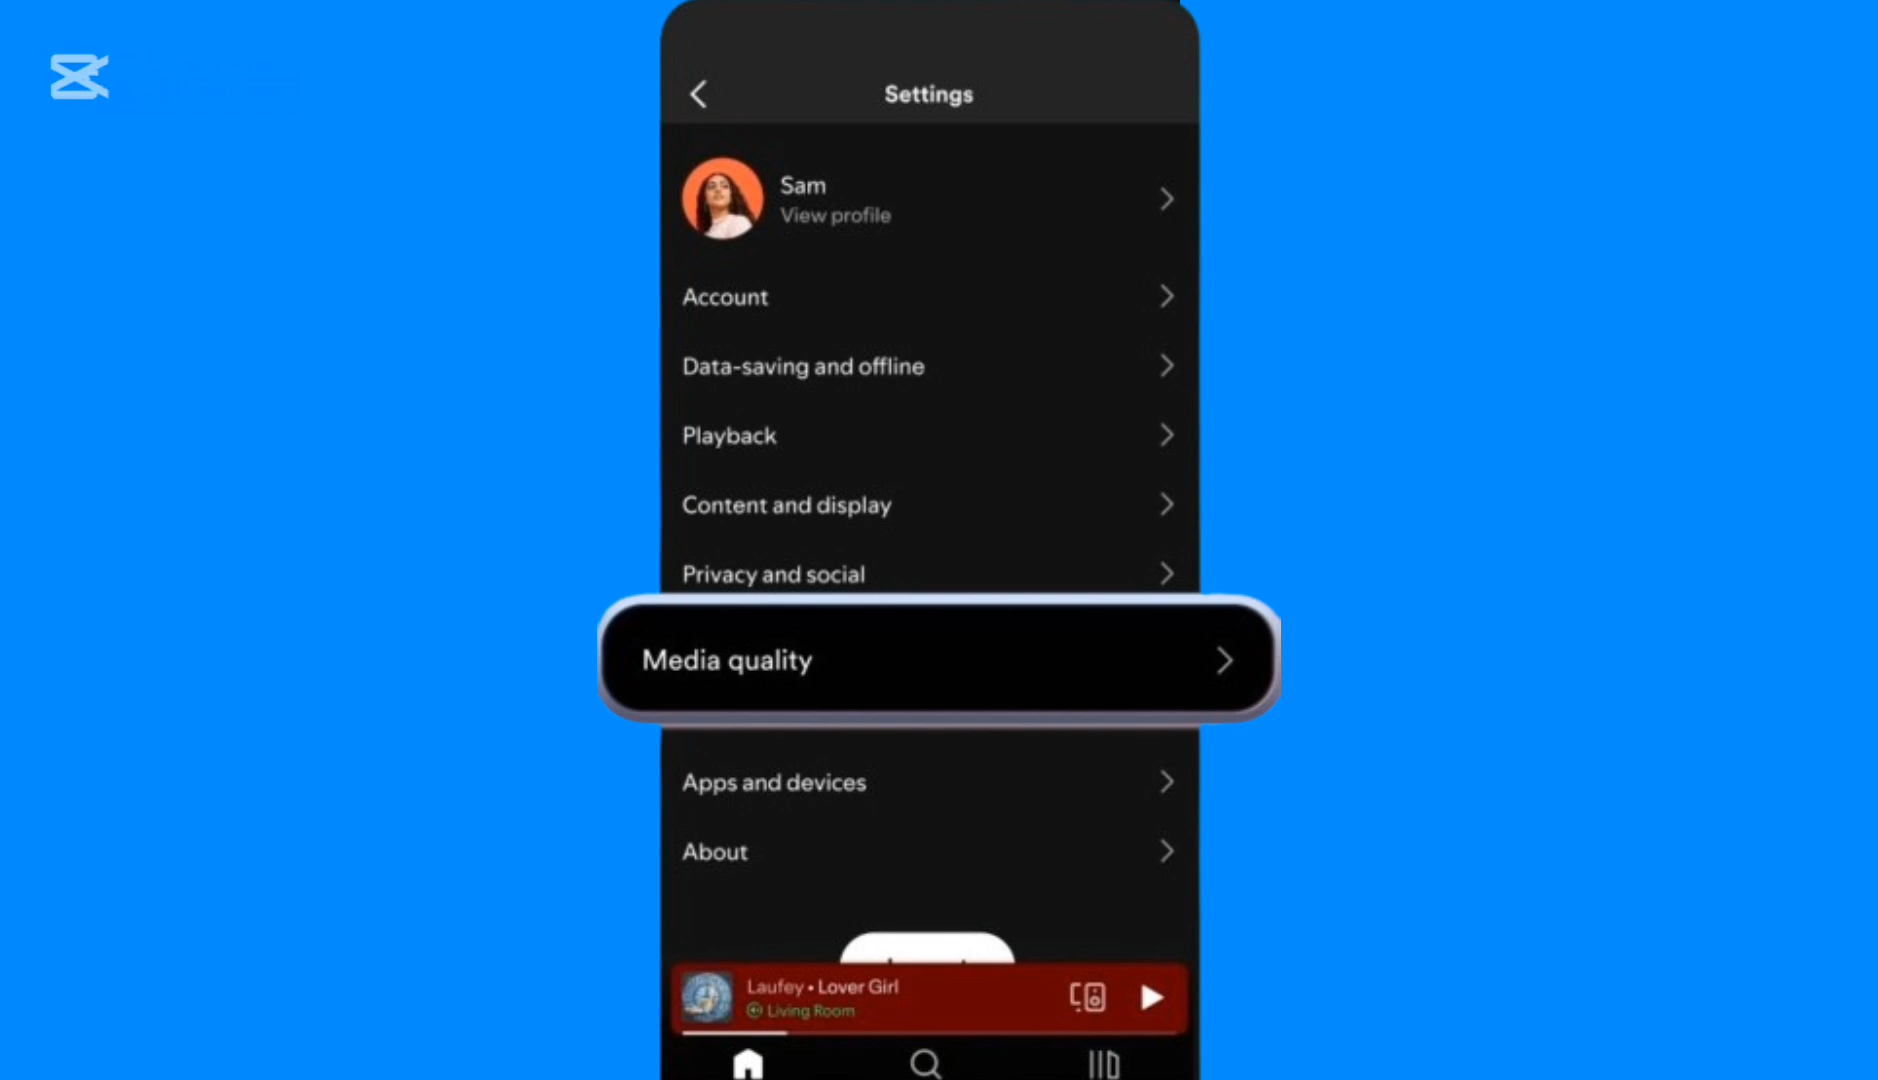 Settings
Sam
View profile
Account
Data-saving and offline
Playback
Content and display
Privacy and social
Media quality
Apps and devices
About
Laufey • Lover Girl
Living Room